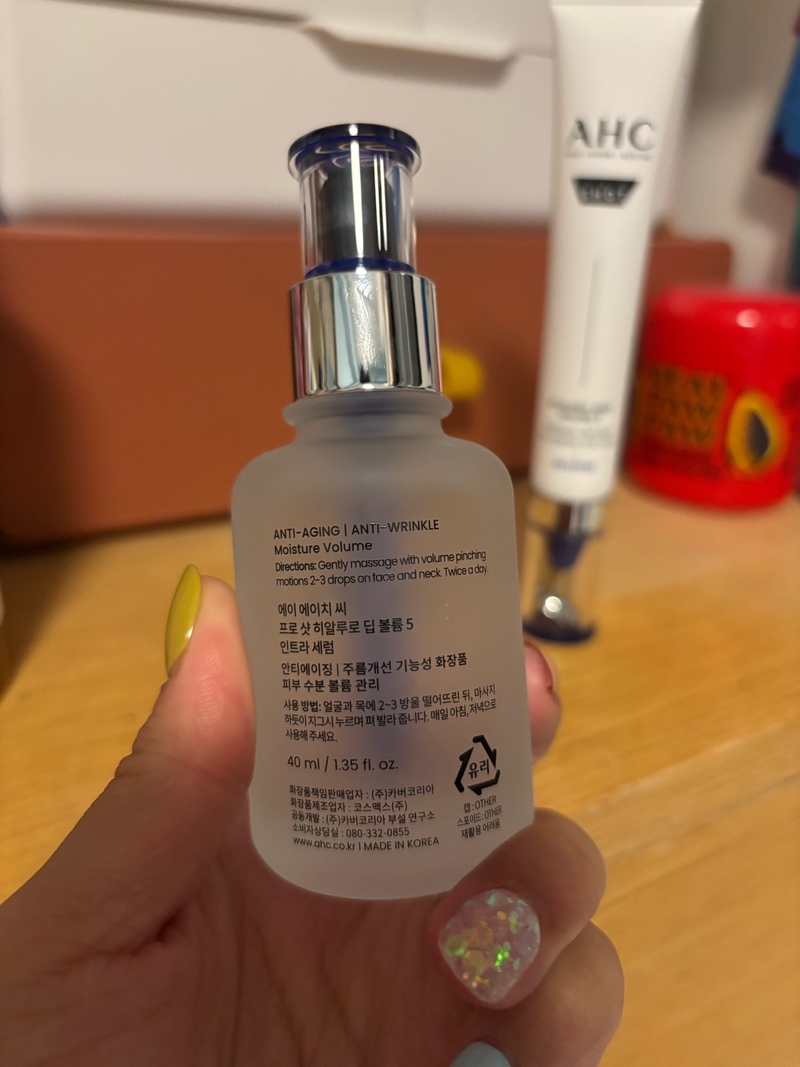 ANTI-AGING | ANTI-WRINKLE
Moisture Volume
Directions: Gently massage with volume pinching
motions 2-3 drops on face and neck. Twice a day.
에이 에이치 씨
프로 샷 히알루로 딥 볼륨 5
인트라 세럼
안티에이징 | 주름개선 기능성 화장품
피부 수분 볼륨 관리
사용 방법: 얼굴과 목에 2~3 방울 떨어뜨린 뒤, 마사지
하듯이 지그시 누르며 펴 발라 줍니다. 매일 아침, 저녁으로
사용해 주세요.
40 ml / 1.35 fl. oz.
화장품책임판매업자 : (주)카버코리아
화장품제조업자 : 코스맥스(주)
공동개발 : (주)카버코리아 부설 연구소
소비자상담실 : 080-332-0855
www.ahc.co.kr | MADE IN KOREA
유리
캡: OTHER
스포이드: OTHER
재활용 어려움
AHC
PAW
PAW